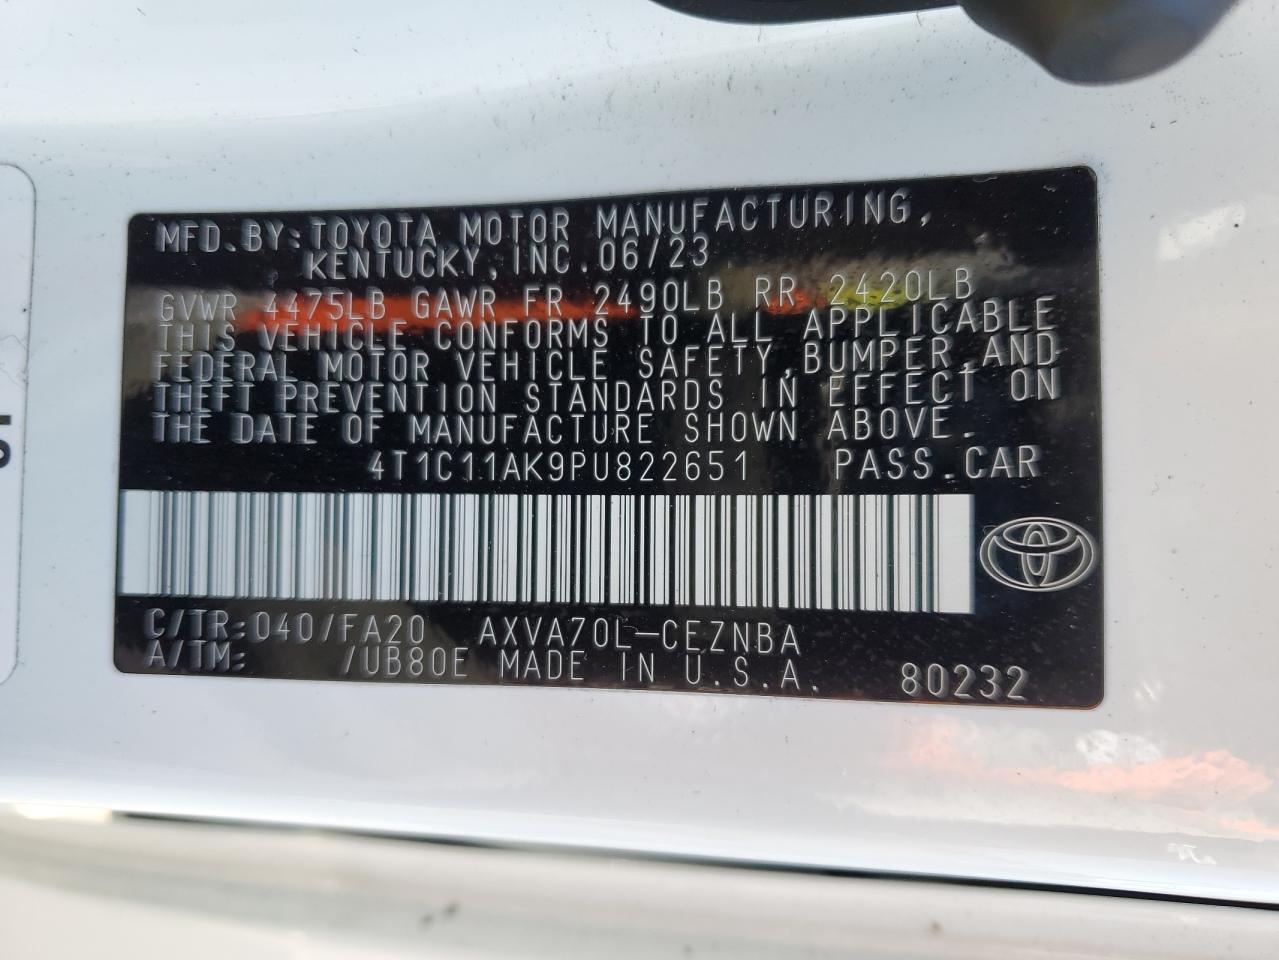 MFD.BY:TOYOTA MOTOR MANUFACTURING,
KENTUCKY,INC.06/23
GVWR 4475LB GAWR FR 2490LB RR 2420LB
THIS VEHICLE CONFORMS TO ALL APPLICABLE
FEDERAL MOTOR VEHICLE SAFETY,BUMPER,AND
THEFT PREVENTION STANDARDS IN EFFECT ON
THE DATE OF MANUFACTURE SHOWN ABOVE.
4T1C11AK9PU822651 PASS.CAR
C/TR:040/FA20 AXVA70L-CEZNBA
A/TM: /UB80E MADE IN U.S.A. 80232